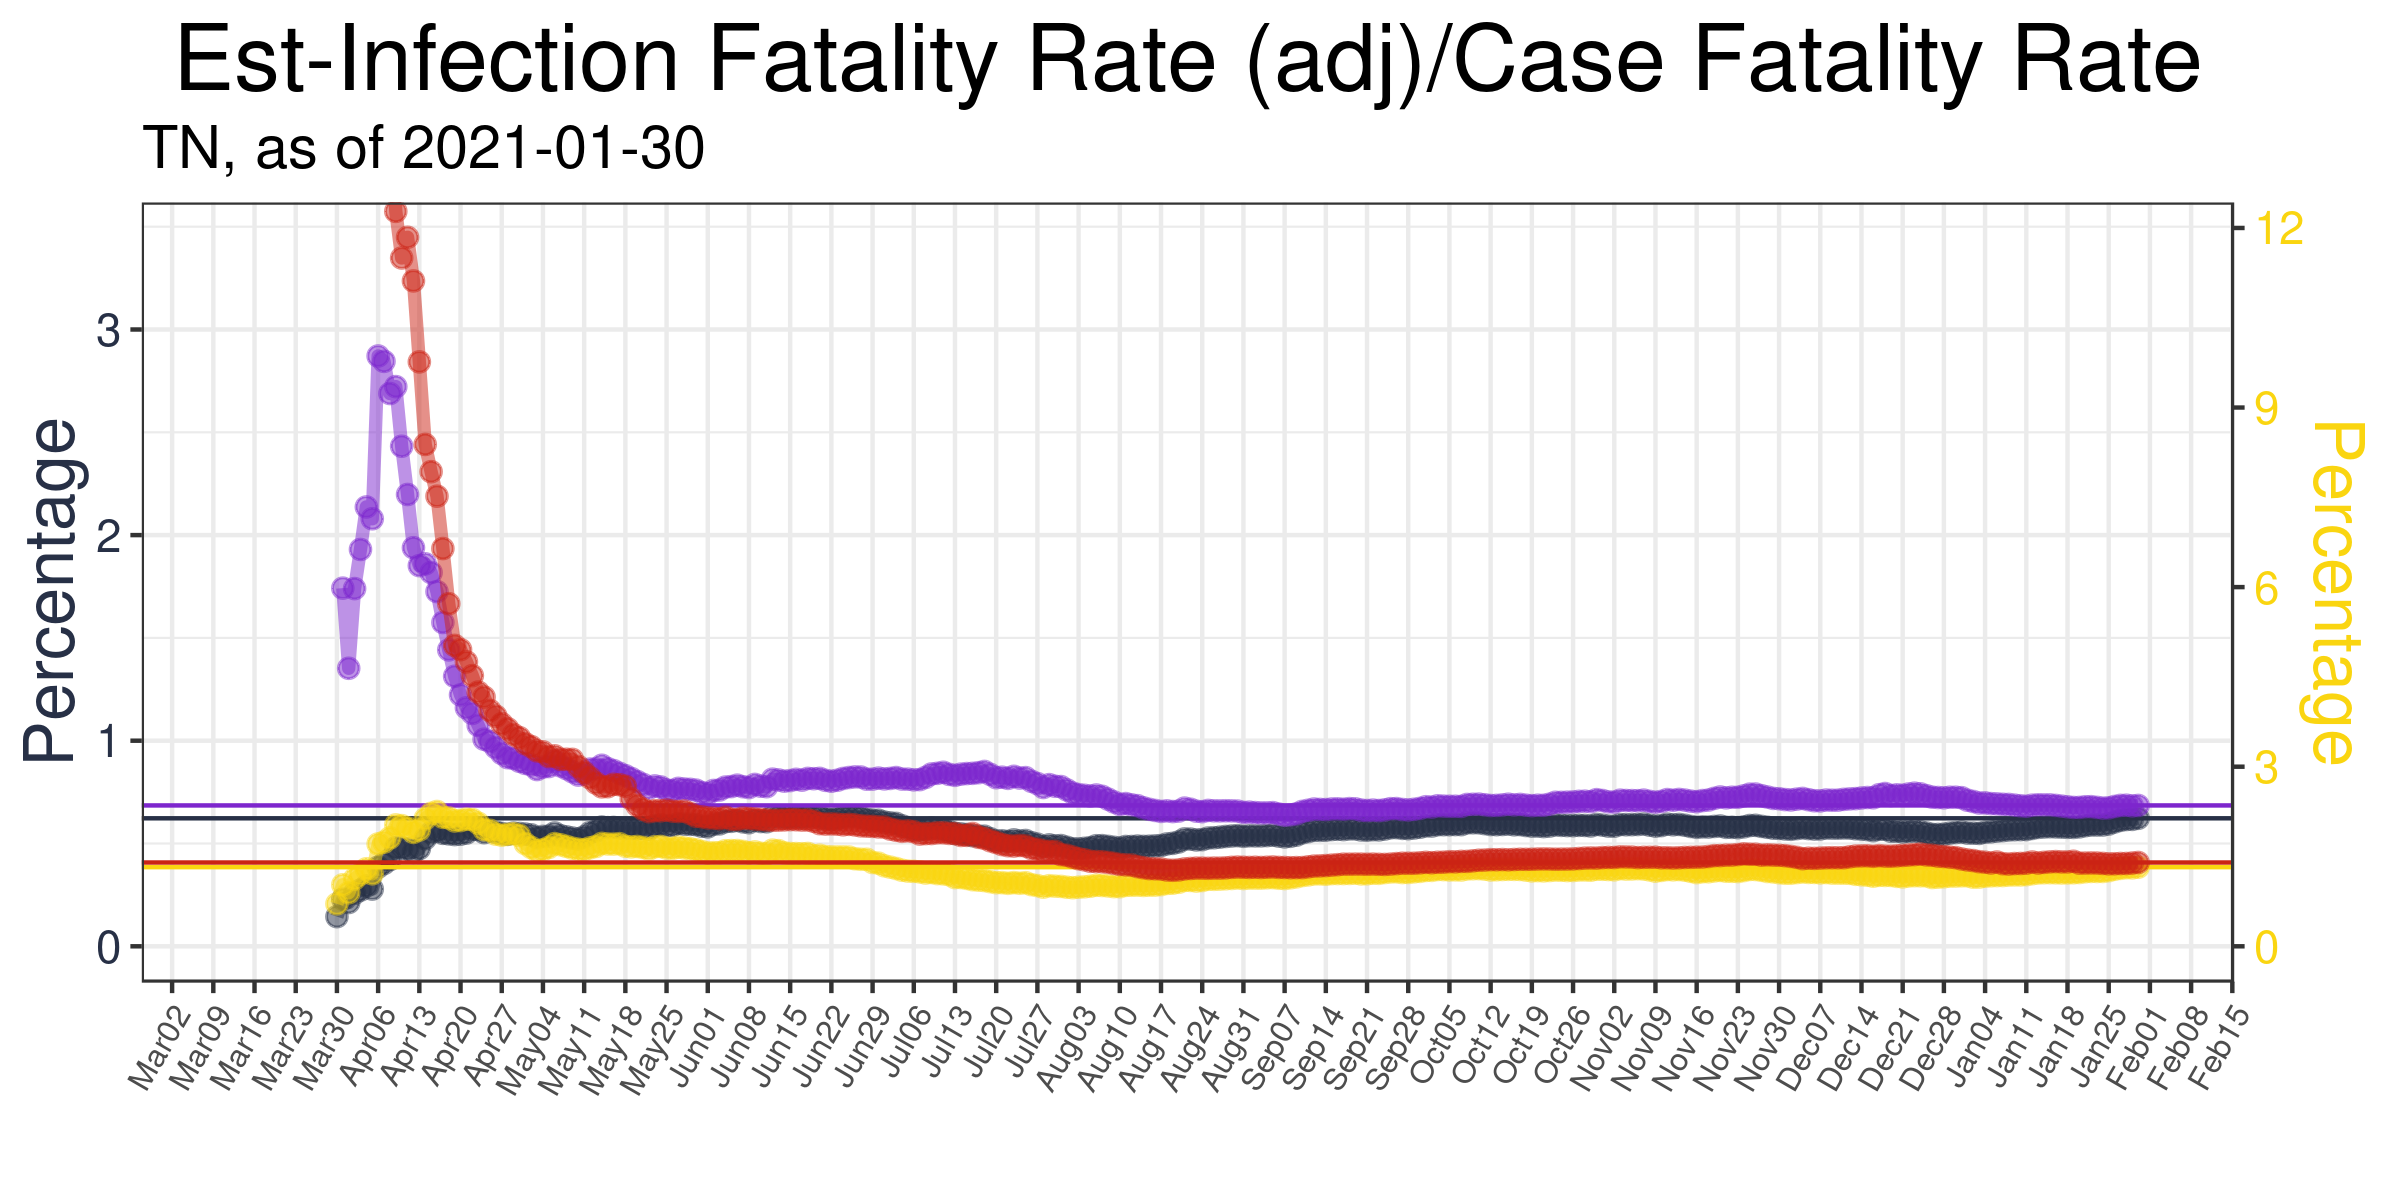 Est-Infection Fatality Rate (adj)/Case Fatality Rate
TN, as of 2021-01-30
Percentage
3
2
1
0
12
9
6
3
0
Percentage
Mar02
Mar09
Mar16
Mar23
Mar30
Apr06
Apr13
Apr20
Apr27
May04
May11
May18
May25
Jun01
Jun08
Jun15
Jun22
Jun29
Jul06
Jul13
Jul20
Jul27
Aug03
Aug10
Aug17
Aug24
Aug31
Sep07
Sep14
Sep21
Sep28
Oct05
Oct12
Oct19
Oct26
Nov02
Nov09
Nov16
Nov23
Nov30
Dec07
Dec14
Dec21
Dec28
Jan04
Jan11
Jan18
Jan25
Feb01
Feb08
Feb15